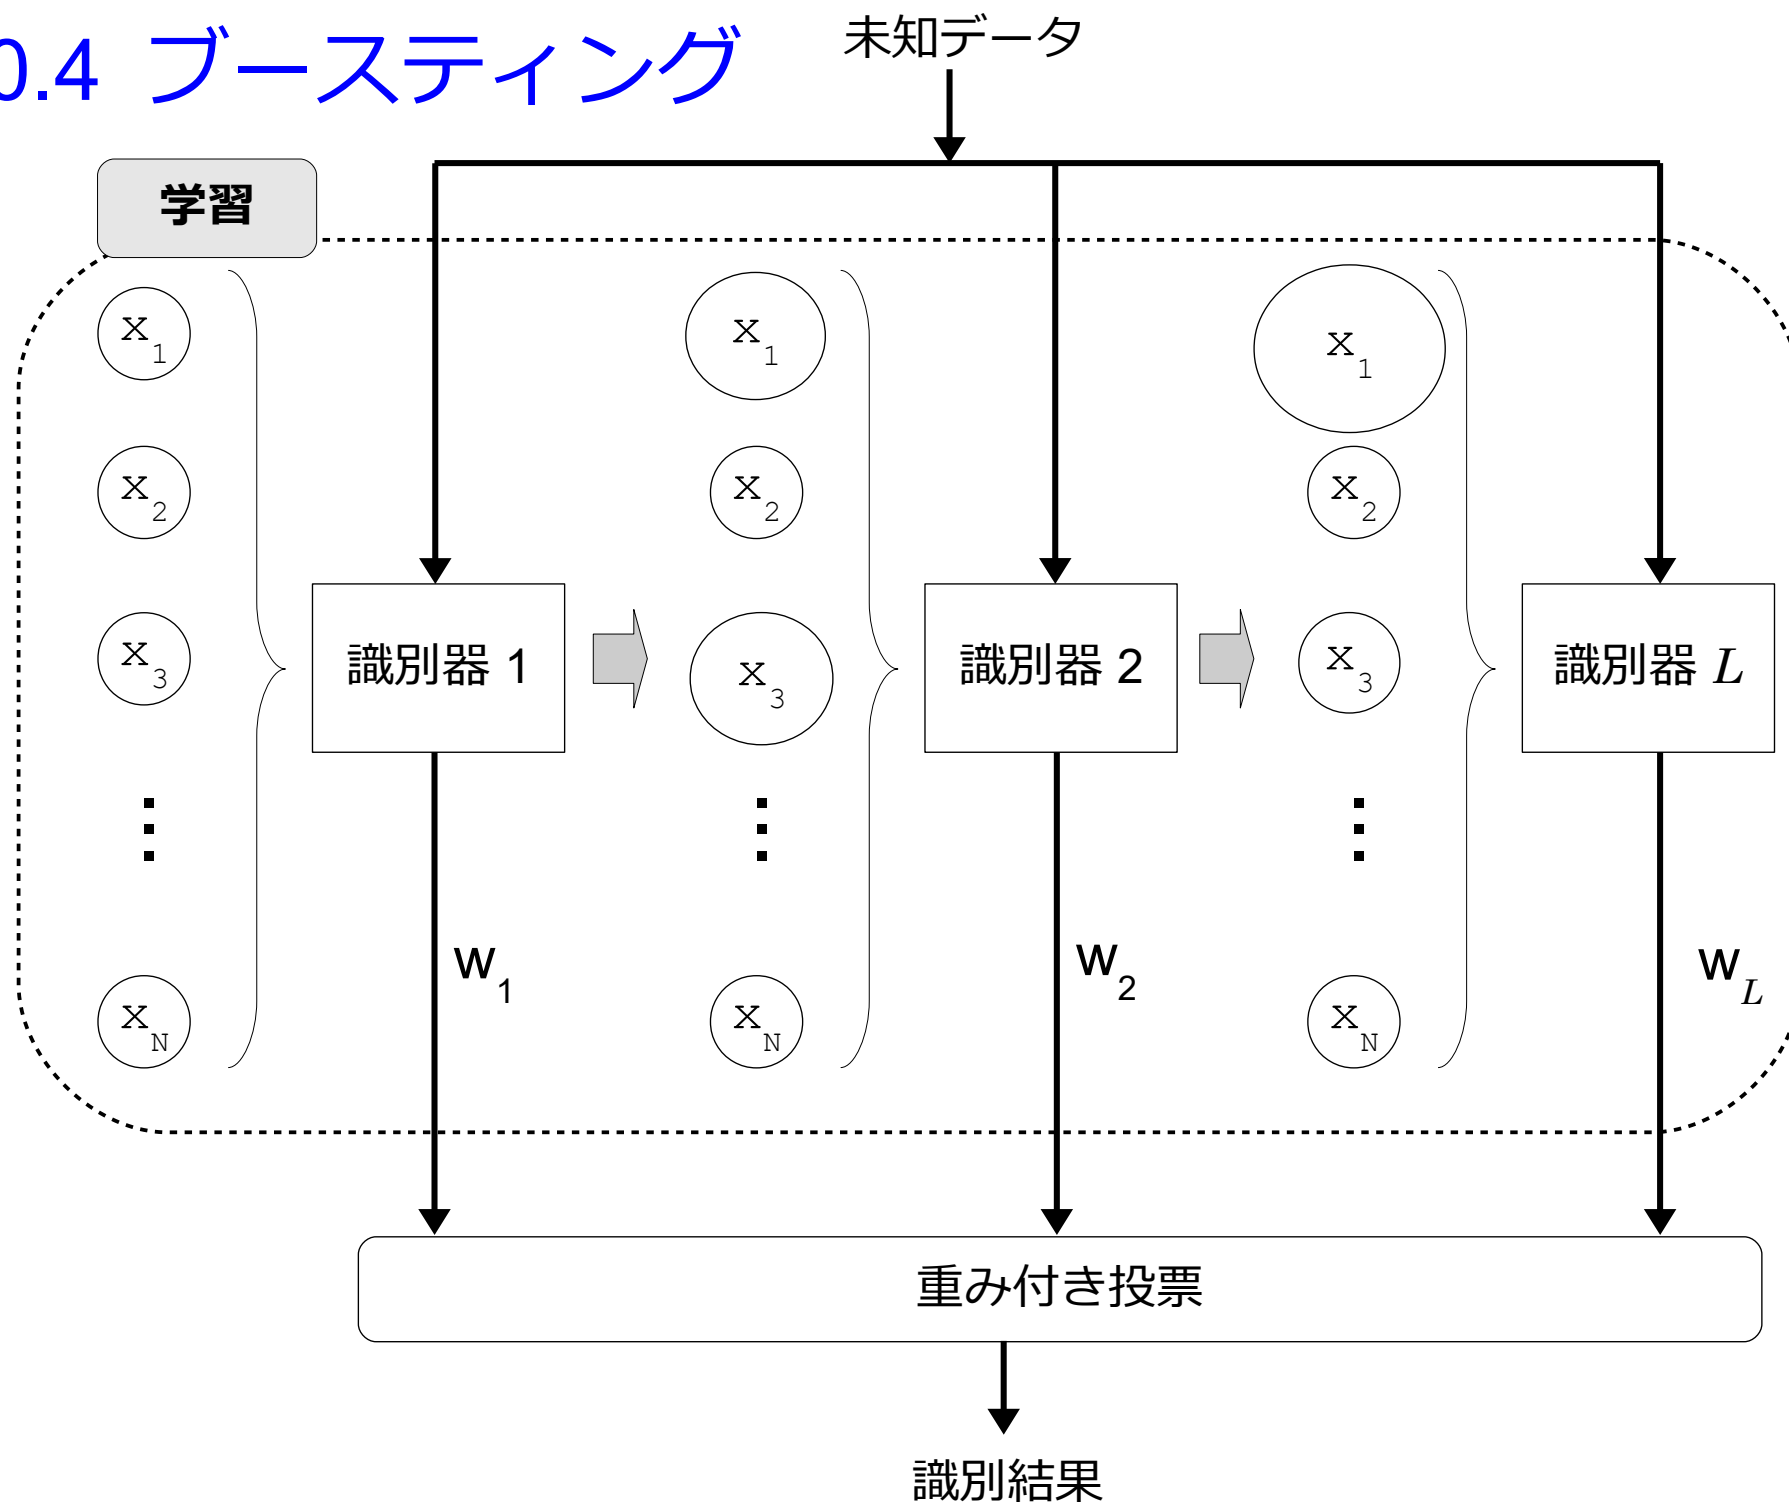 0.4 ブースティング
未知データ
学習
x1
x2
x3
⋮
xN
識別器 1
w1
x1
x2
x3
⋮
xN
識別器 2
w2
x1
x2
x3
⋮
xN
識別器 L
wL
重み付き投票
識別結果